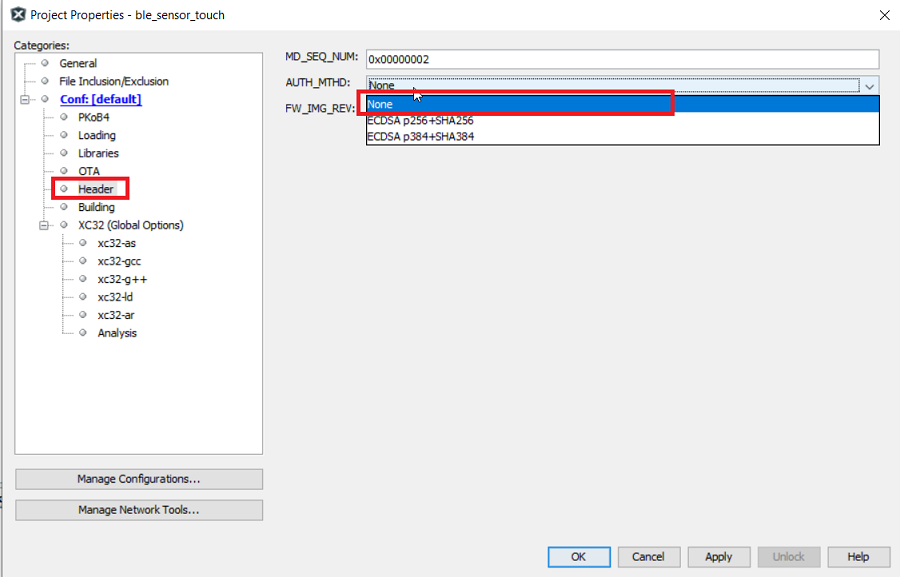 Project Properties - ble_sensor_touch
Categories:
General
File Inclusion/Exclusion
Conf: [default]
PKoB4
Loading
Libraries
OTA
Header
Building
XC32 (Global Options)
xc32-as
xc32-gcc
xc32-g++
xc32-ld
xc32-ar
Analysis
Manage Configurations...
Manage Network Tools...
MD_SEQ_NUM: 0x00000002
AUTH_MTHD: None
FW_IMG_REV:
None
ECDSA p256+SHA256
ECDSA p384+SHA384
OK Cancel Apply Unlock Help